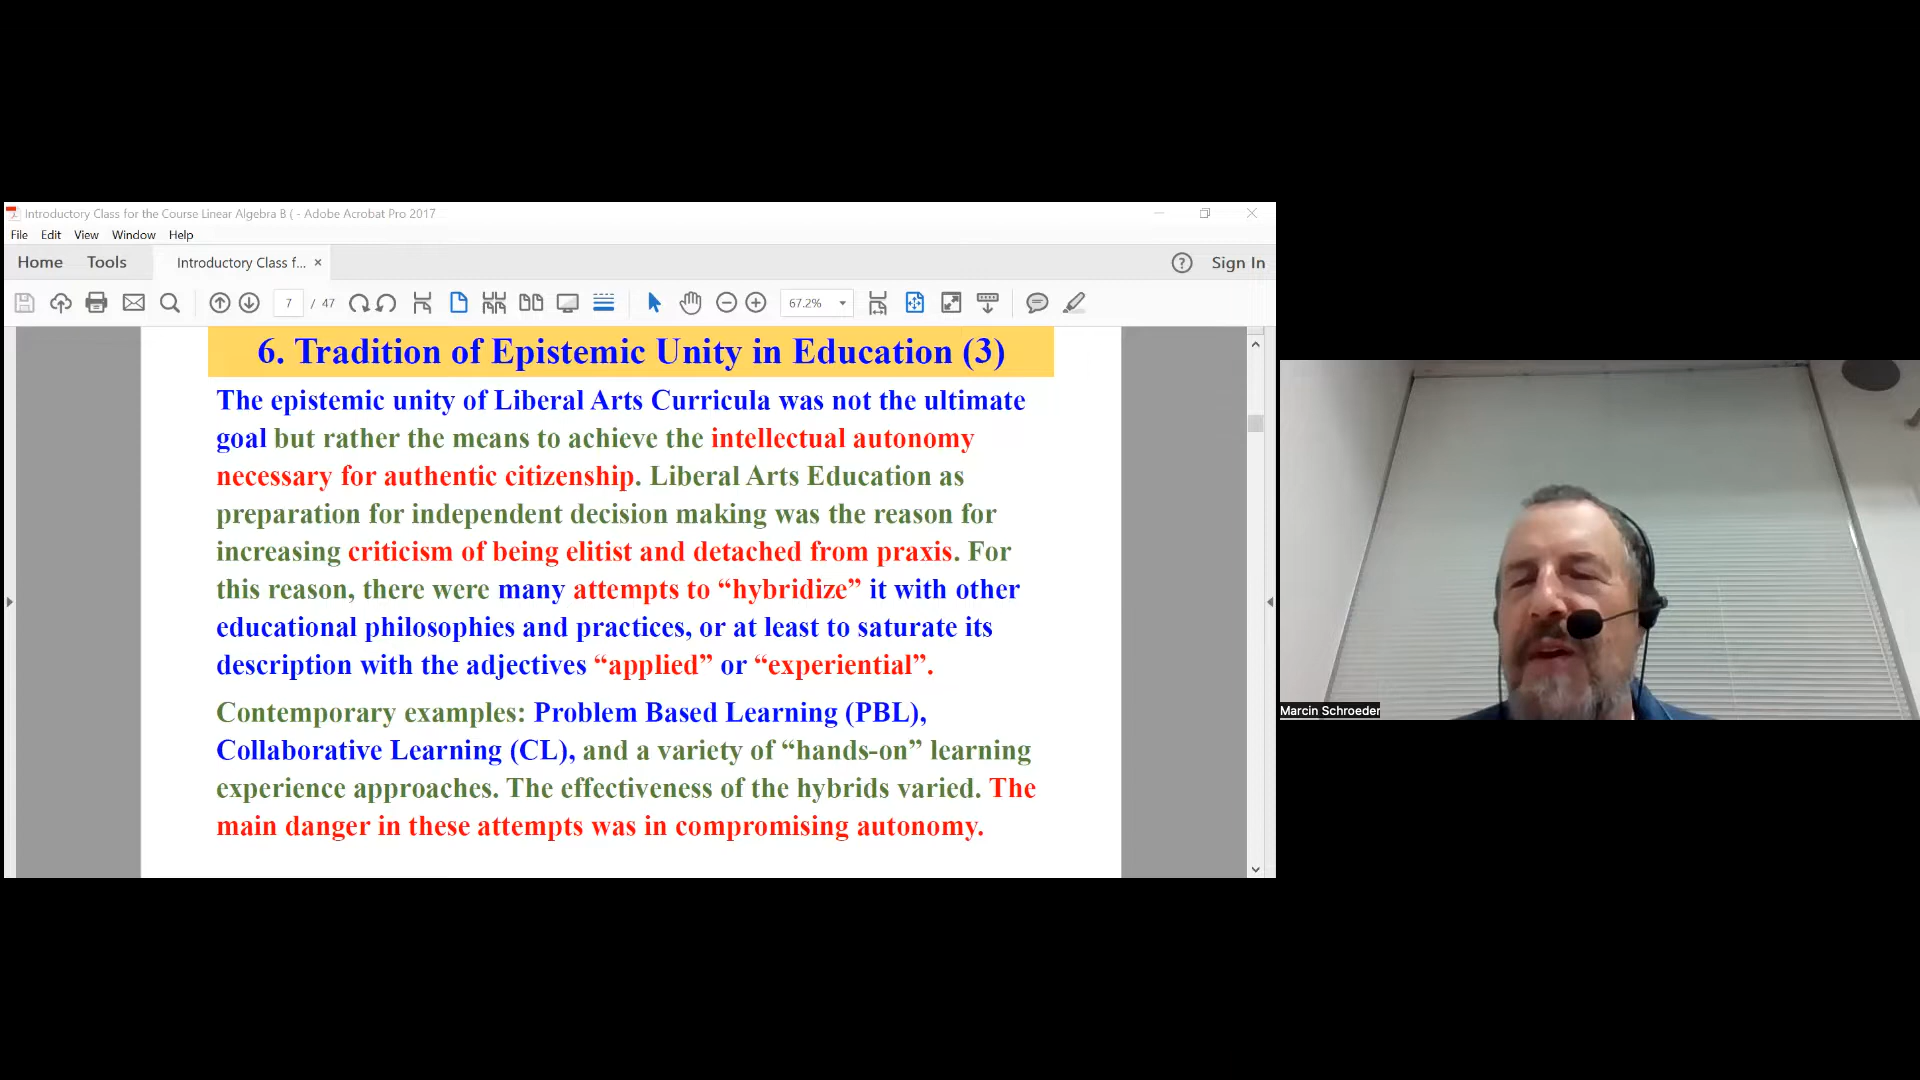 Introductory Class for the Course Linear Algebra B ( - Adobe Acrobat Pro 2017
File Edit View Window Help
Home Tools Introductory Class f... × ? Sign In
7 / 47 67.2%
6. Tradition of Epistemic Unity in Education (3)
The epistemic unity of Liberal Arts Curricula was not the ultimate
goal but rather the means to achieve the intellectual autonomy
necessary for authentic citizenship. Liberal Arts Education as
preparation for independent decision making was the reason for
increasing criticism of being elitist and detached from praxis. For
this reason, there were many attempts to “hybridize” it with other
educational philosophies and practices, or at least to saturate its
description with the adjectives “applied” or “experiential”.
Contemporary examples: Problem Based Learning (PBL),
Collaborative Learning (CL), and a variety of “hands-on” learning
experience approaches. The effectiveness of the hybrids varied. The
main danger in these attempts was in compromising autonomy.
Marcin Schroeder